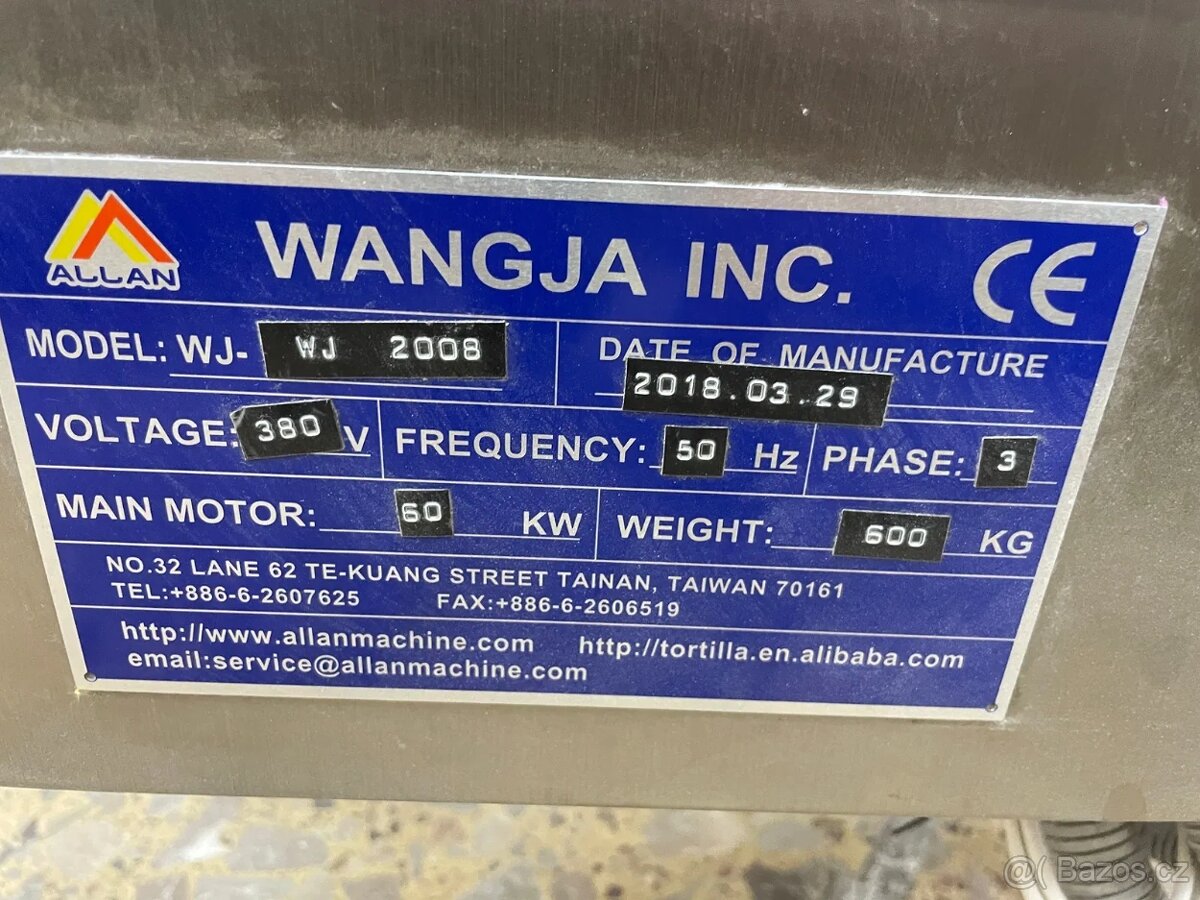 ALLAN
WANGJA INC.
CE
MODEL: WJ- WJ 2008
DATE OF MANUFACTURE
2018.03.29
VOLTAGE: 380 V FREQUENCY: 50 Hz PHASE: 3
MAIN MOTOR: 60 KW WEIGHT: 600 KG
NO.32 LANE 62 TE-KUANG STREET TAINAN, TAIWAN 70161
TEL:+886-6-2607625 FAX:+886-6-2606519
http://www.allanmachine.com http://tortilla.en.alibaba.com
email:service@allanmachine.com
Bazos.cz